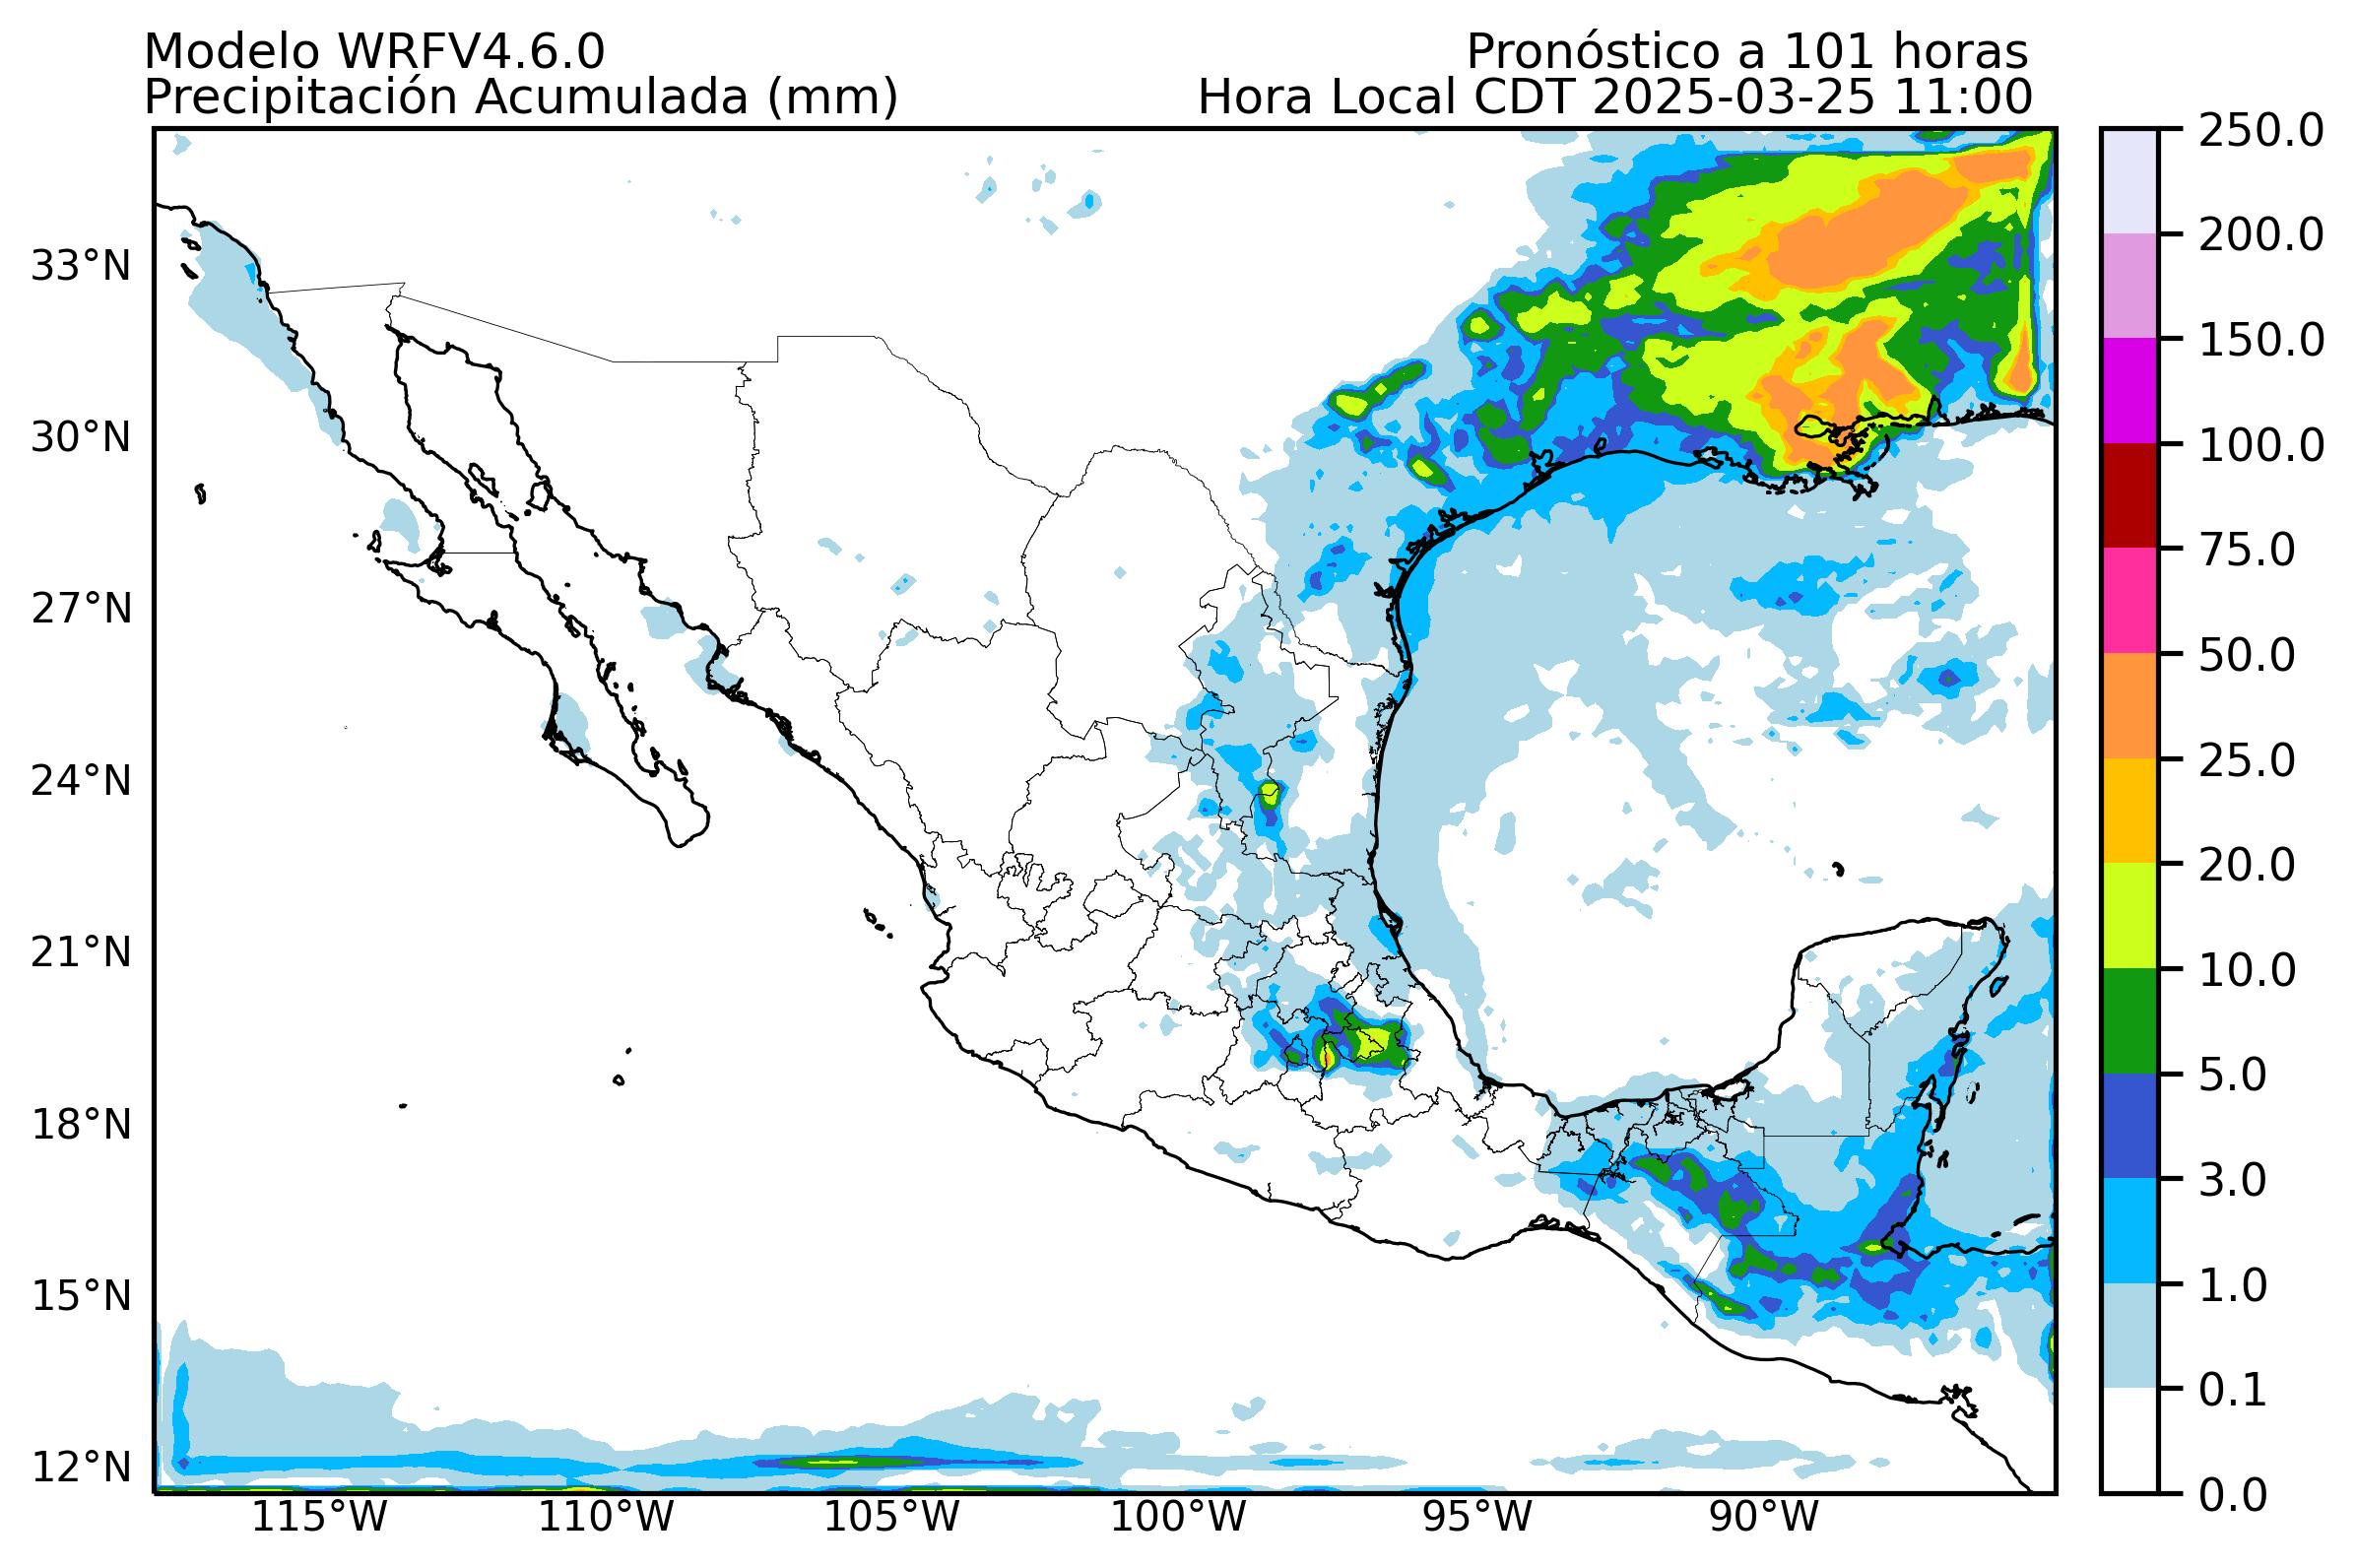 Modelo WRFV4.6.0
Pronóstico a 101 horas
Precipitación Acumulada (mm)
Hora Local CDT 2025-03-25 11:00
33°N
30°N
27°N
24°N
21°N
18°N
15°N
12°N
115°W
110°W
105°W
100°W
95°W
90°W
250.0
200.0
150.0
100.0
75.0
50.0
25.0
20.0
10.0
5.0
3.0
1.0
0.1
0.0